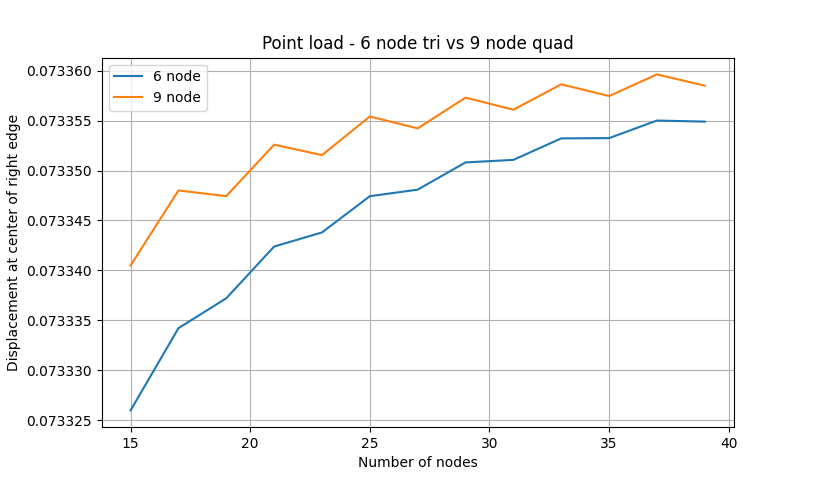 Point load - 6 node tri vs 9 node quad
6 node
9 node
Displacement at center of right edge
0.073360
0.073355
0.073350
0.073345
0.073340
0.073335
0.073330
0.073325
15 20 25 30 35 40
Number of nodes